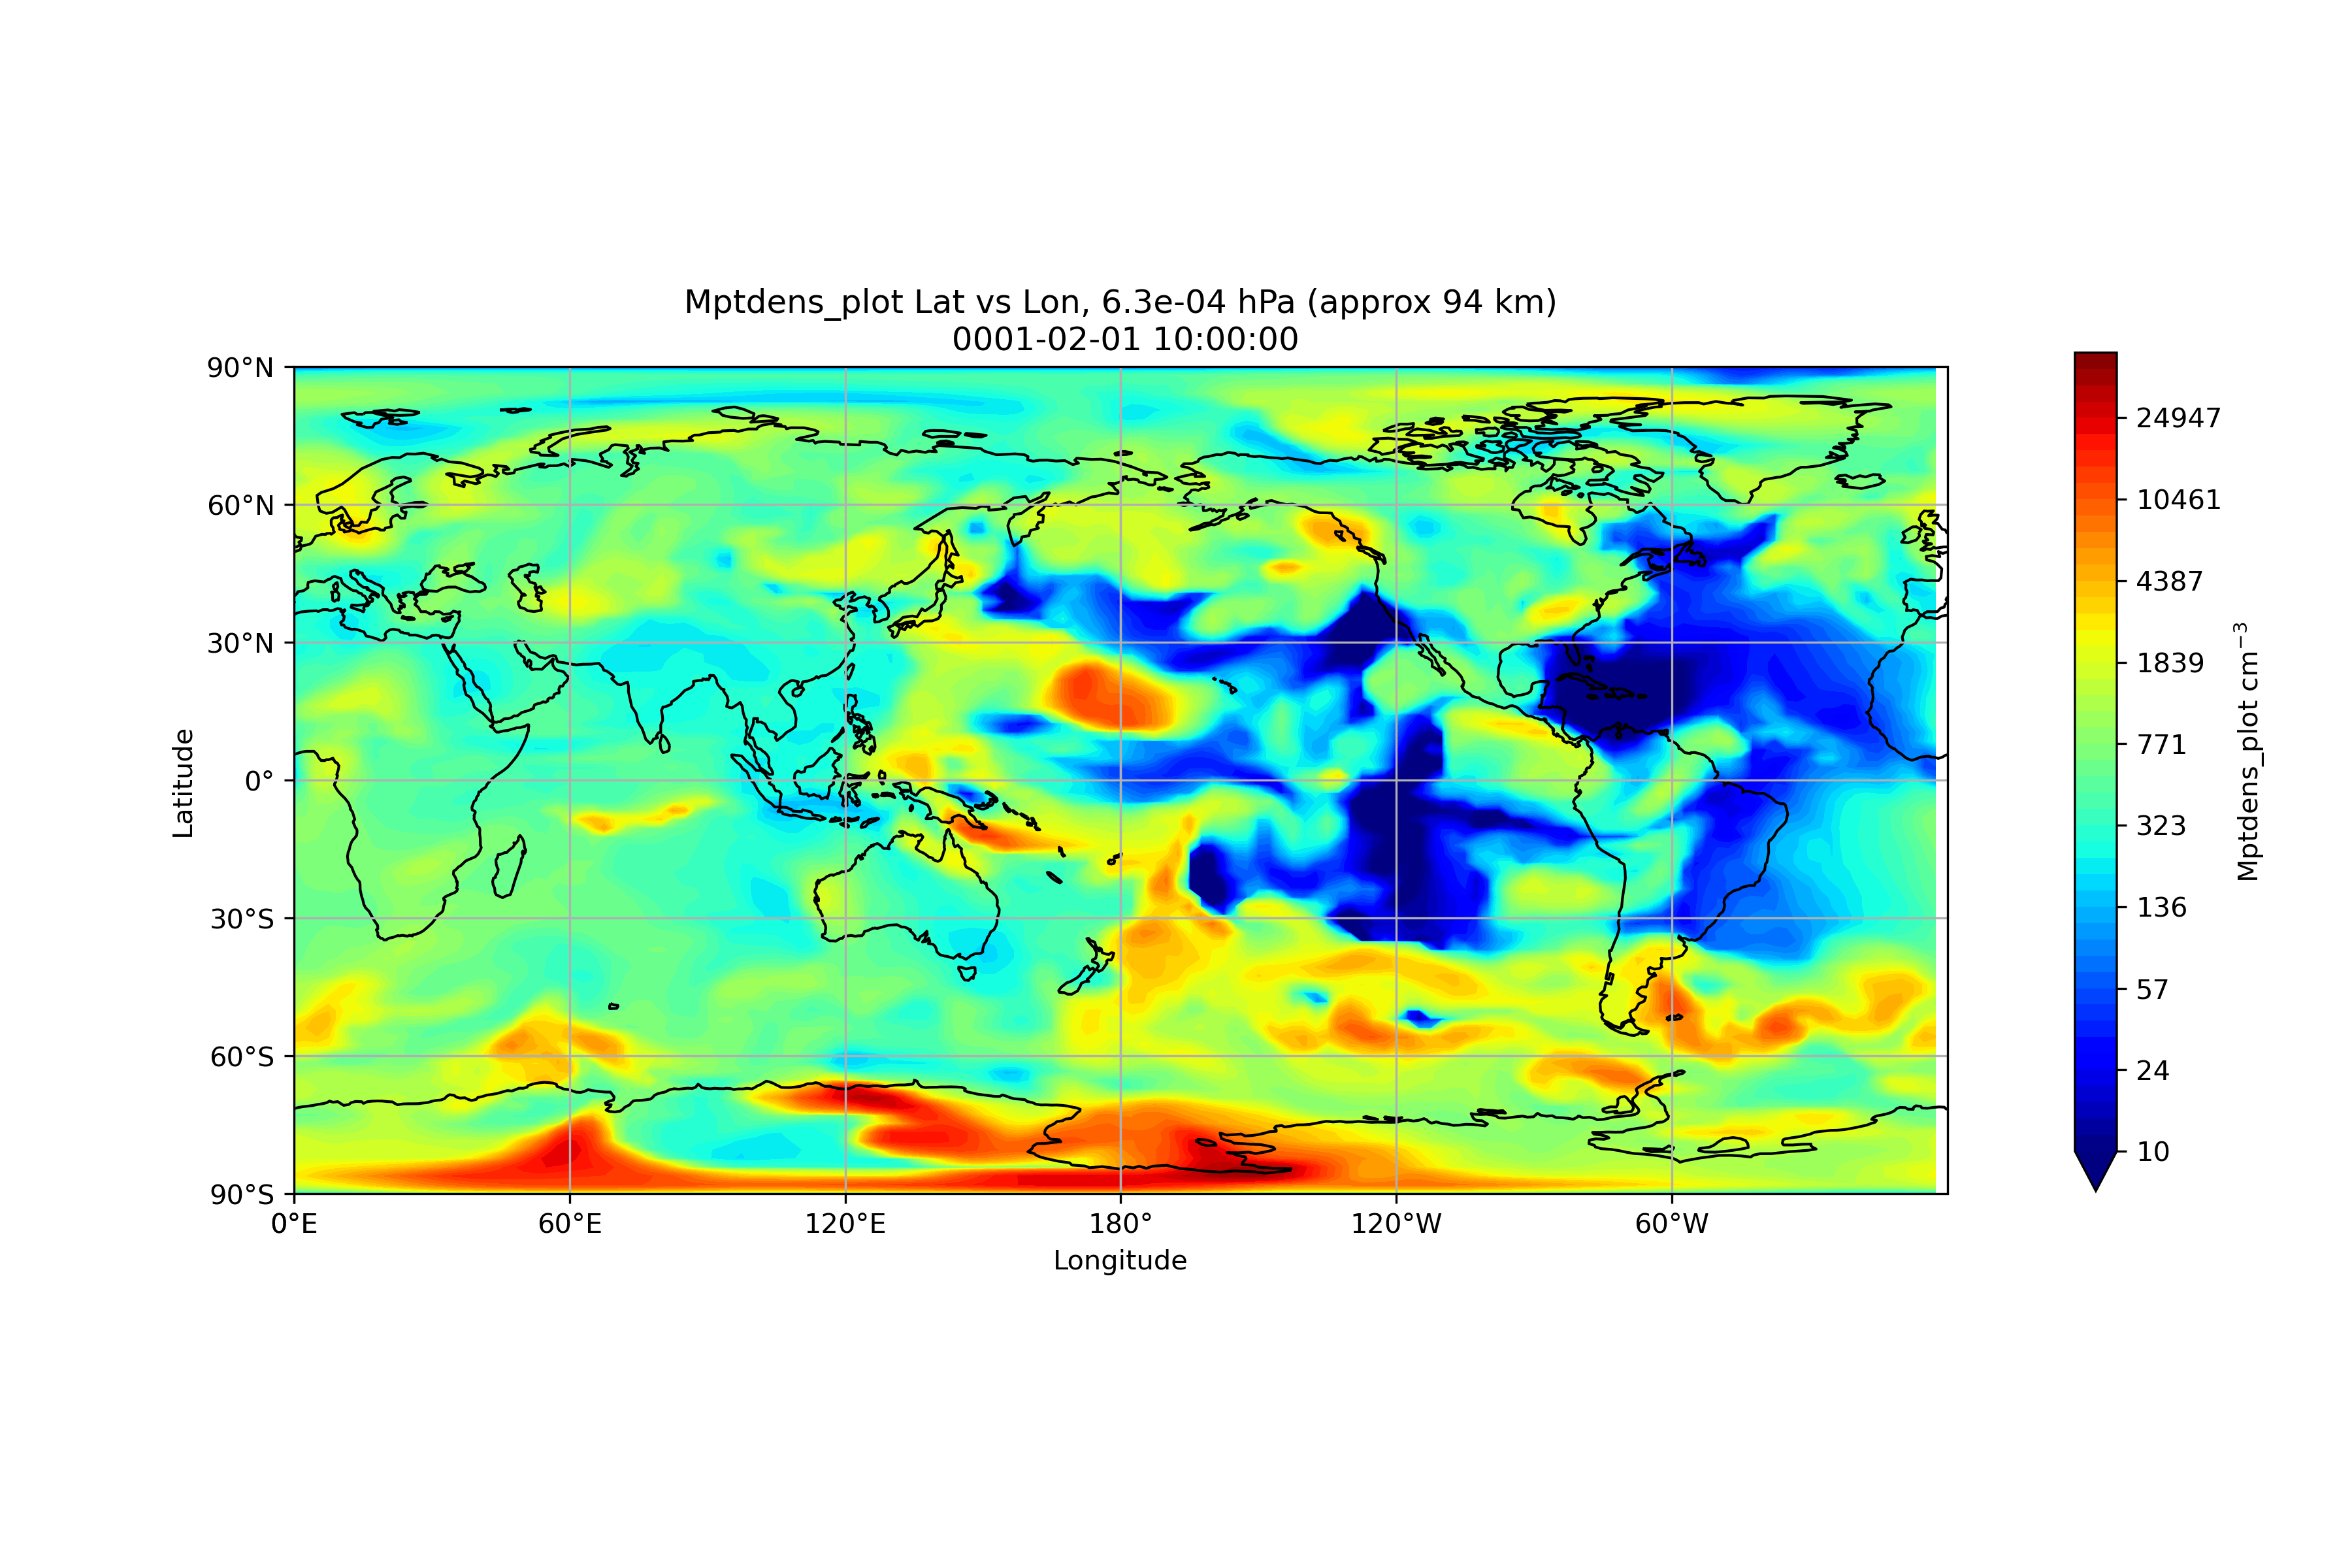 Mptdens_plot Lat vs Lon, 6.3e-04 hPa (approx 94 km)
0001-02-01 10:00:00
90°N
60°N
30°N
0°
30°S
60°S
90°S
Latitude
0°E
60°E
120°E
180°
120°W
60°W
Longitude
24947
10461
4387
1839
771
323
136
57
24
10
Mptdens_plot cm⁻³